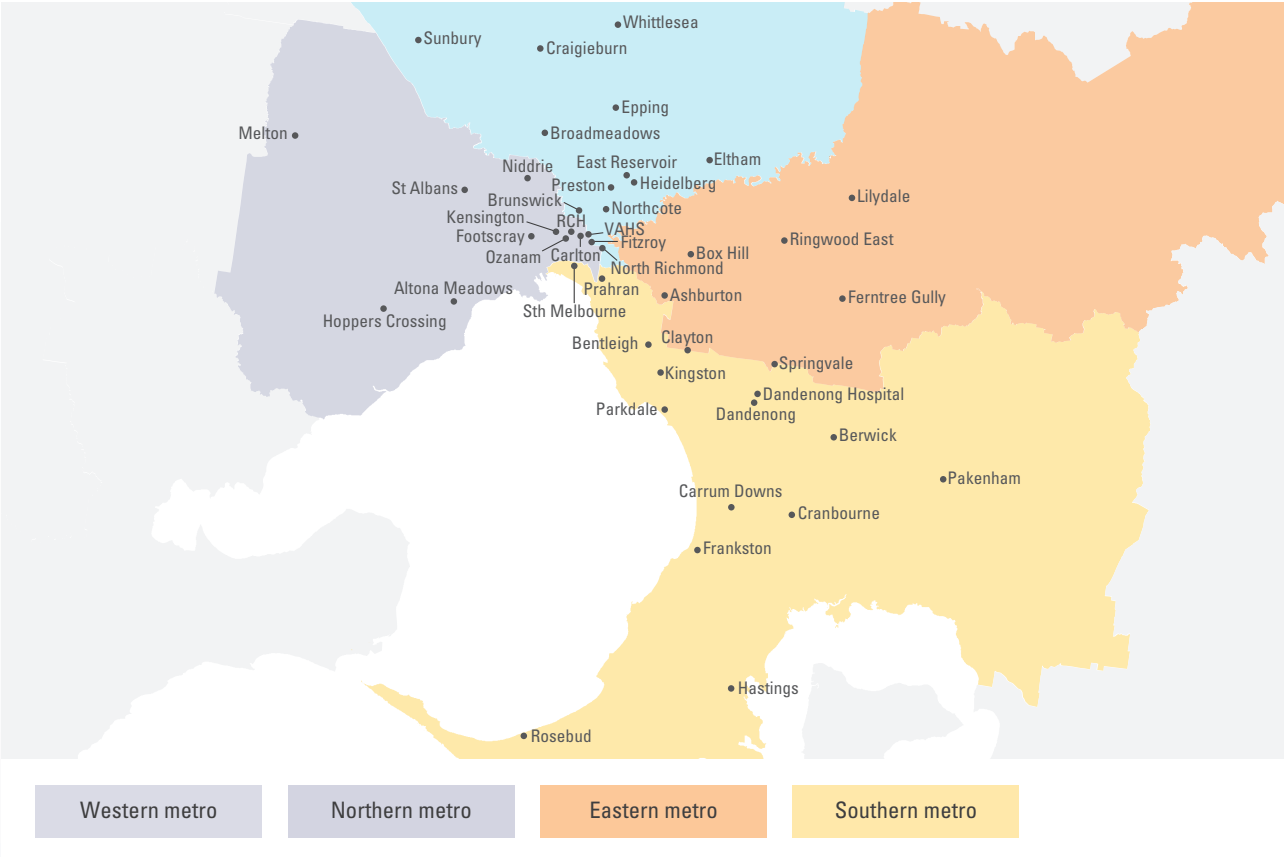 Whittlesea
Sunbury
Craigieburn
Epping
Melton
Broadmeadows
East Reservoir
Eltham
Niddrie
Preston
Heidelberg
St Albans
Lilydale
Brunswick
Northcote
Kensington
RCH
VAHS
Footscray
Fitzroy
Ringwood East
Ozanam
Carlton
Box Hill
North Richmond
Altona Meadows
Prahran
Ashburton
Ferntree Gully
Hoppers Crossing
Sth Melbourne
Bentleigh
Clayton
Springvale
Kingston
Dandenong Hospital
Parkdale
Dandenong
Berwick
Pakenham
Carrum Downs
Cranbourne
Frankston
Hastings
Rosebud
Western metro
Northern metro
Eastern metro
Southern metro